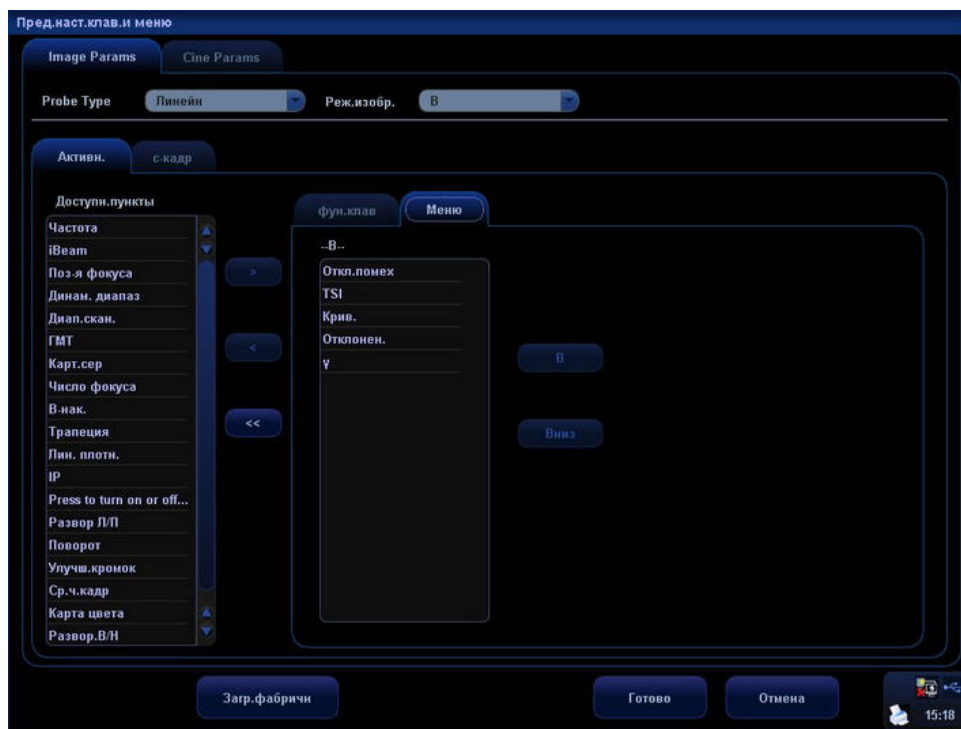 Пред.наст.клав.и меню
Image Params Cine Params
Probe Type Линейн Реж.изобр. B
Активн. с-кадр
Доступн.пункты
Частота
iBeam
Поз-я фокуса
Динам. диапаз
Диап.скан.
ГМТ
Карт.сер
Число фокуса
В-нак.
Трапеция
Лин. плотн.
IP
Press to turn on or off...
Развор Л/П
Поворот
Улучш.кромок
Ср.ч.кадр
Карта цвета
Развор.В/Н
>
<
<<
фун.клав Меню
--B--
Откл.помех
TSI
Крив.
Отклонен.
γ
В
Вниз
Загр.фабричн Готово Отмена
15:18